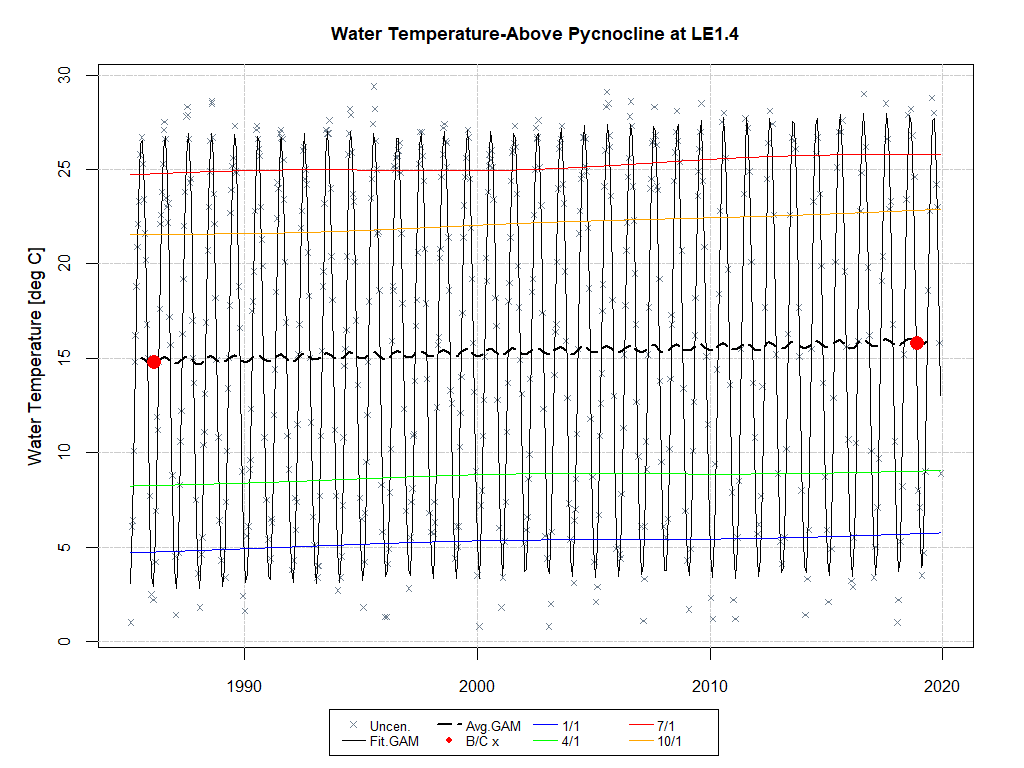 Water Temperature-Above Pycnocline at LE1.4
Water Temperature [deg C]
30
25
20
15
10
5
0
1990 2000 2010 2020
Uncen. Avg.GAM 1/1 7/1
Fit.GAM B/C x 4/1 10/1